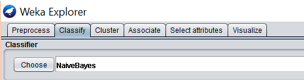 Weka Explorer
Preprocess Classify Cluster Associate Select attributes Visualize
Classifier
Choose NaiveBayes